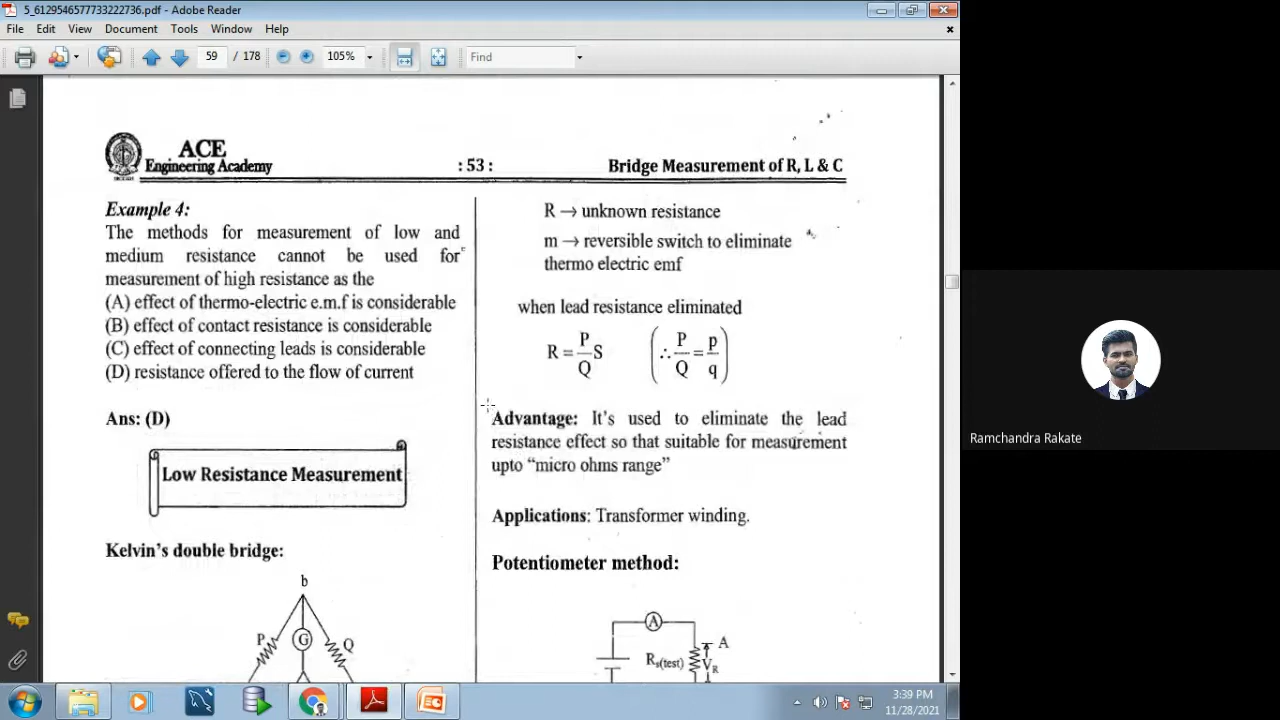 5_6129546577733222736.pdf - Adobe Reader
File Edit View Document Tools Window Help
59 / 178 105% Find
ACE
Engineering Academy
: 53 :
Bridge Measurement of R, L & C
Example 4:
The methods for measurement of low and
medium resistance cannot be used for
measurement of high resistance as the
(A) effect of thermo-electric e.m.f is considerable
(B) effect of contact resistance is considerable
(C) effect of connecting leads is considerable
(D) resistance offered to the flow of current
Ans: (D)
Low Resistance Measurement
Kelvin's double bridge:
b
P G Q
R → unknown resistance
m → reversible switch to eliminate
thermo electric emf
when lead resistance eliminated
R = P/Q S (∴ P/Q = p/q)
Advantage: It's used to eliminate the lead
resistance effect so that suitable for measurement
upto "micro ohms range"
Applications: Transformer winding.
Potentiometer method:
A
A
Rs(test) VR
Ramchandra Rakate
3:39 PM
11/28/2021